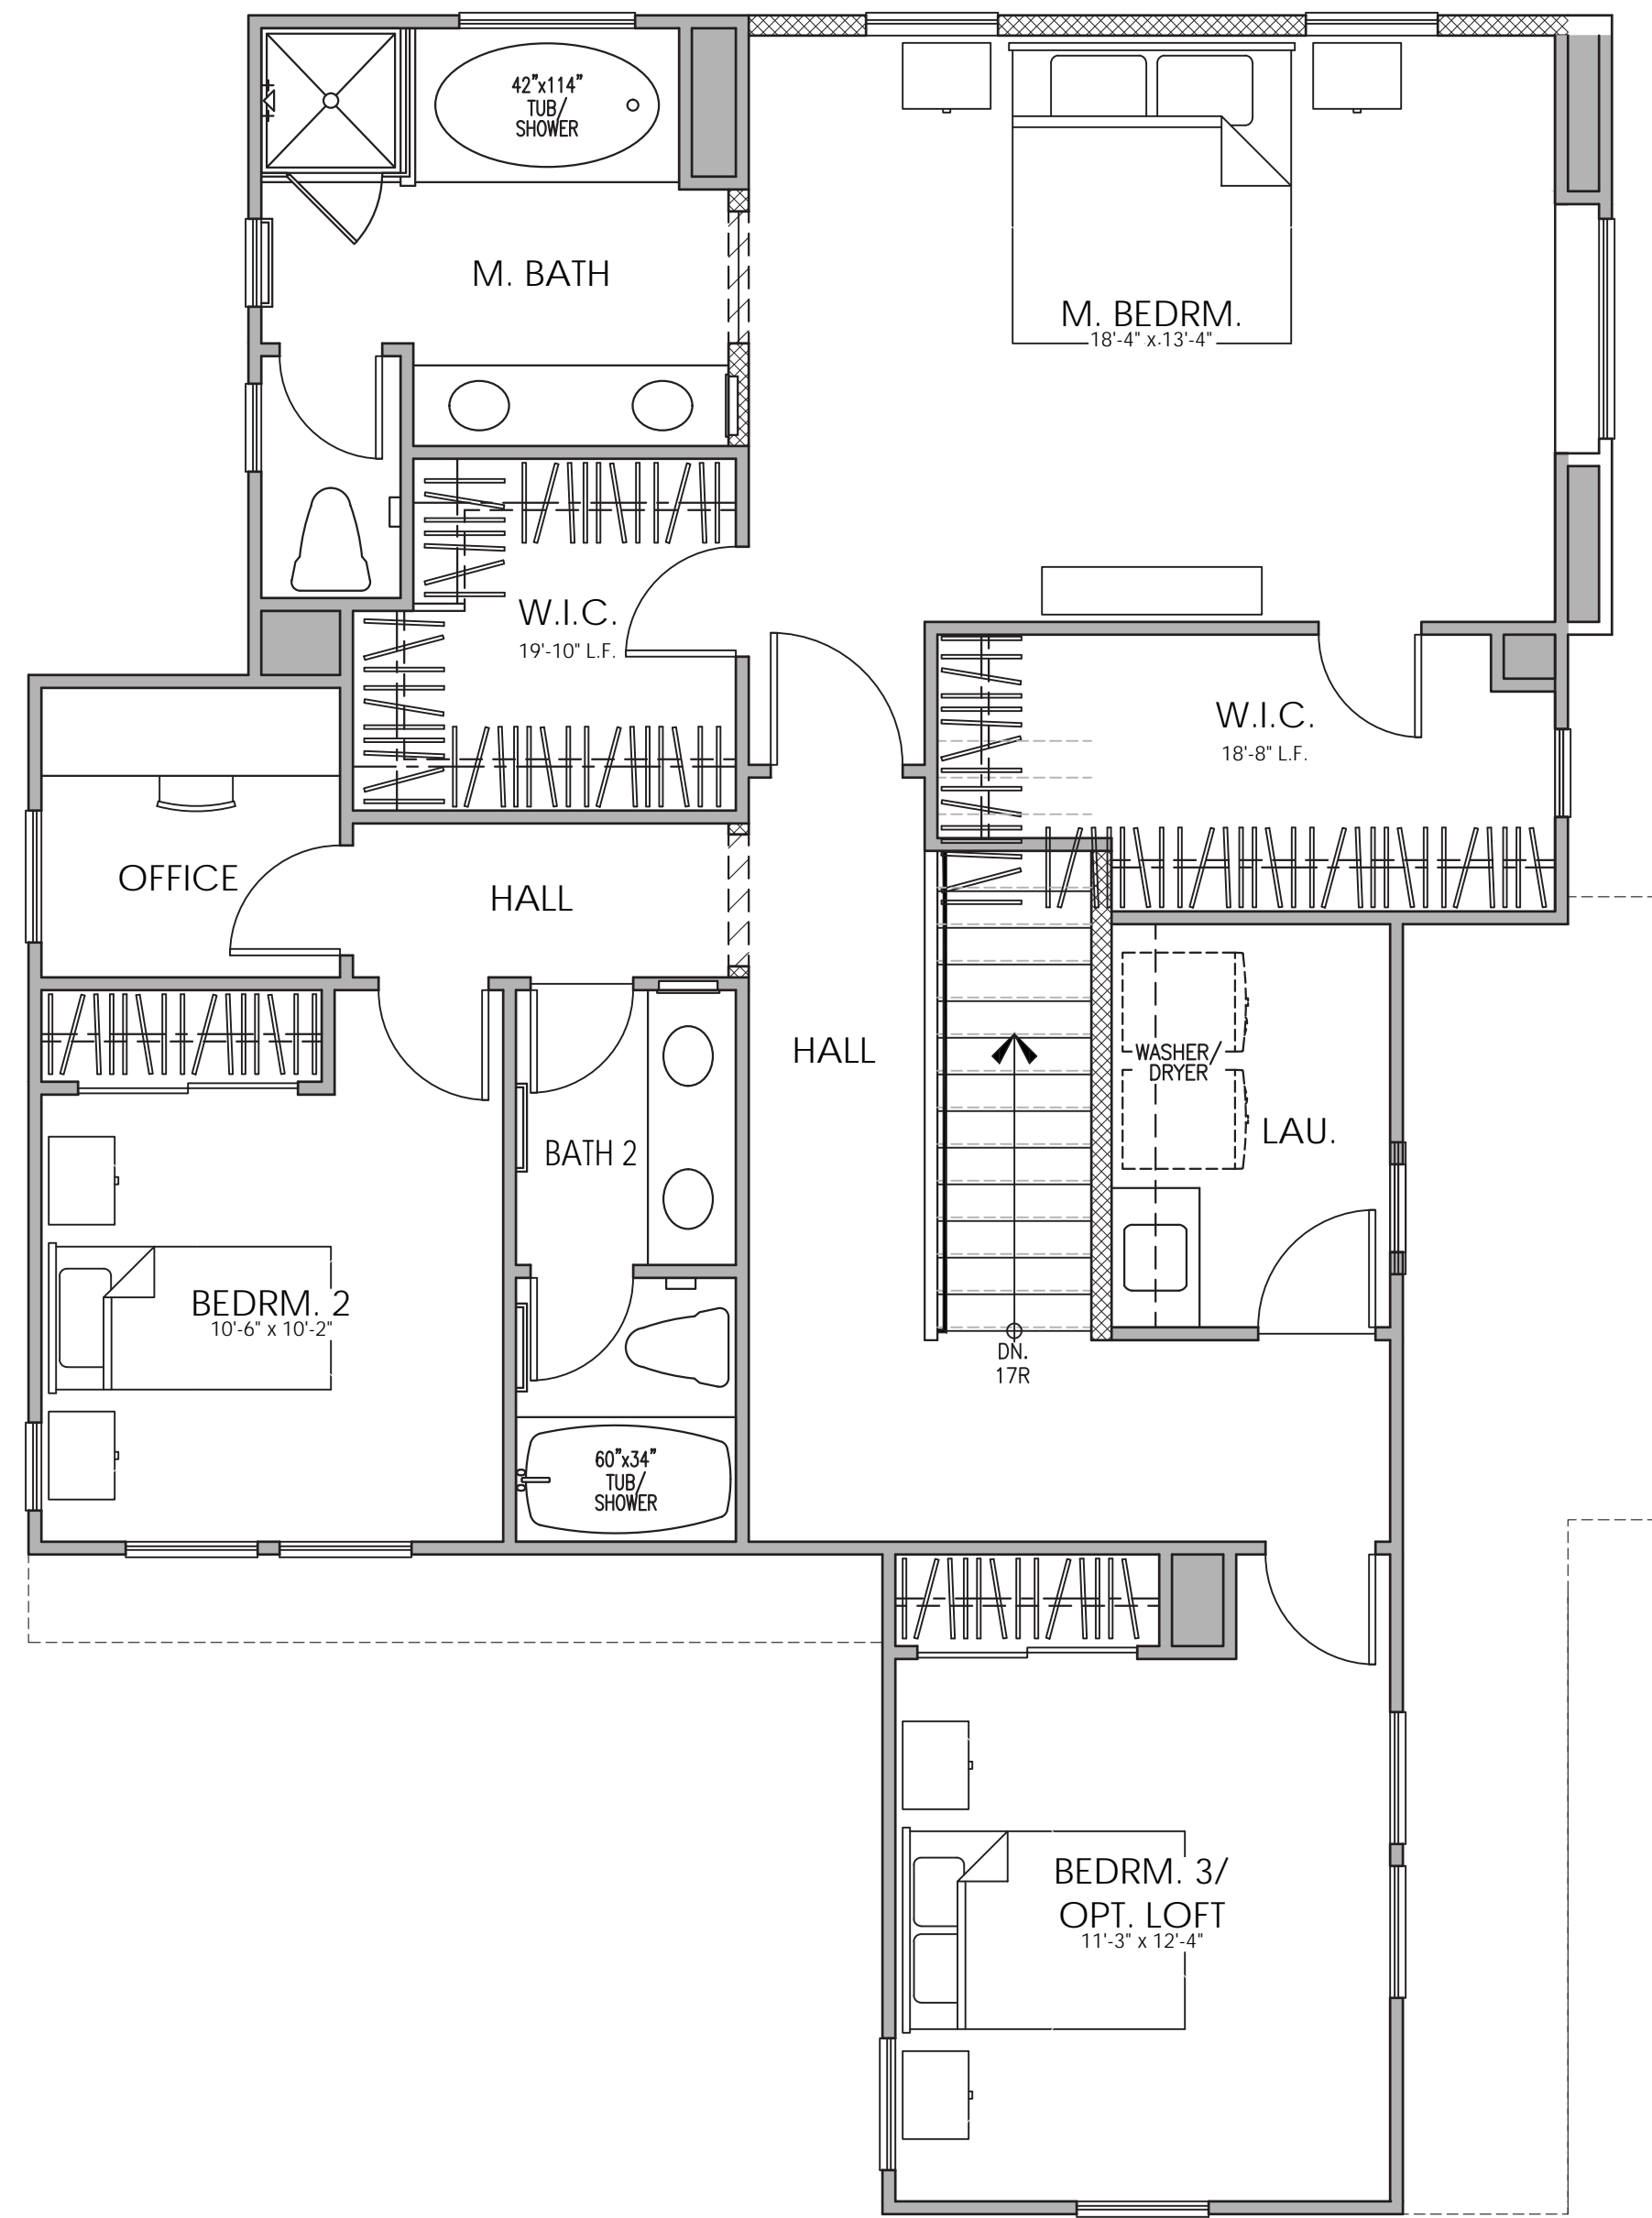 42"x114"
TUB/
SHOWER
M. BATH
M. BEDRM.
18'-4" x 13'-4"
W.I.C.
19'-10" L.F.
W.I.C.
18'-8" L.F.
OFFICE
HALL
HALL
WASHER/
DRYER
LAU.
BATH 2
BEDRM. 2
10'-6" x 10'-2"
DN.
17R
60"x34"
TUB/
SHOWER
BEDRM. 3/
OPT. LOFT
11'-3" x 12'-4"